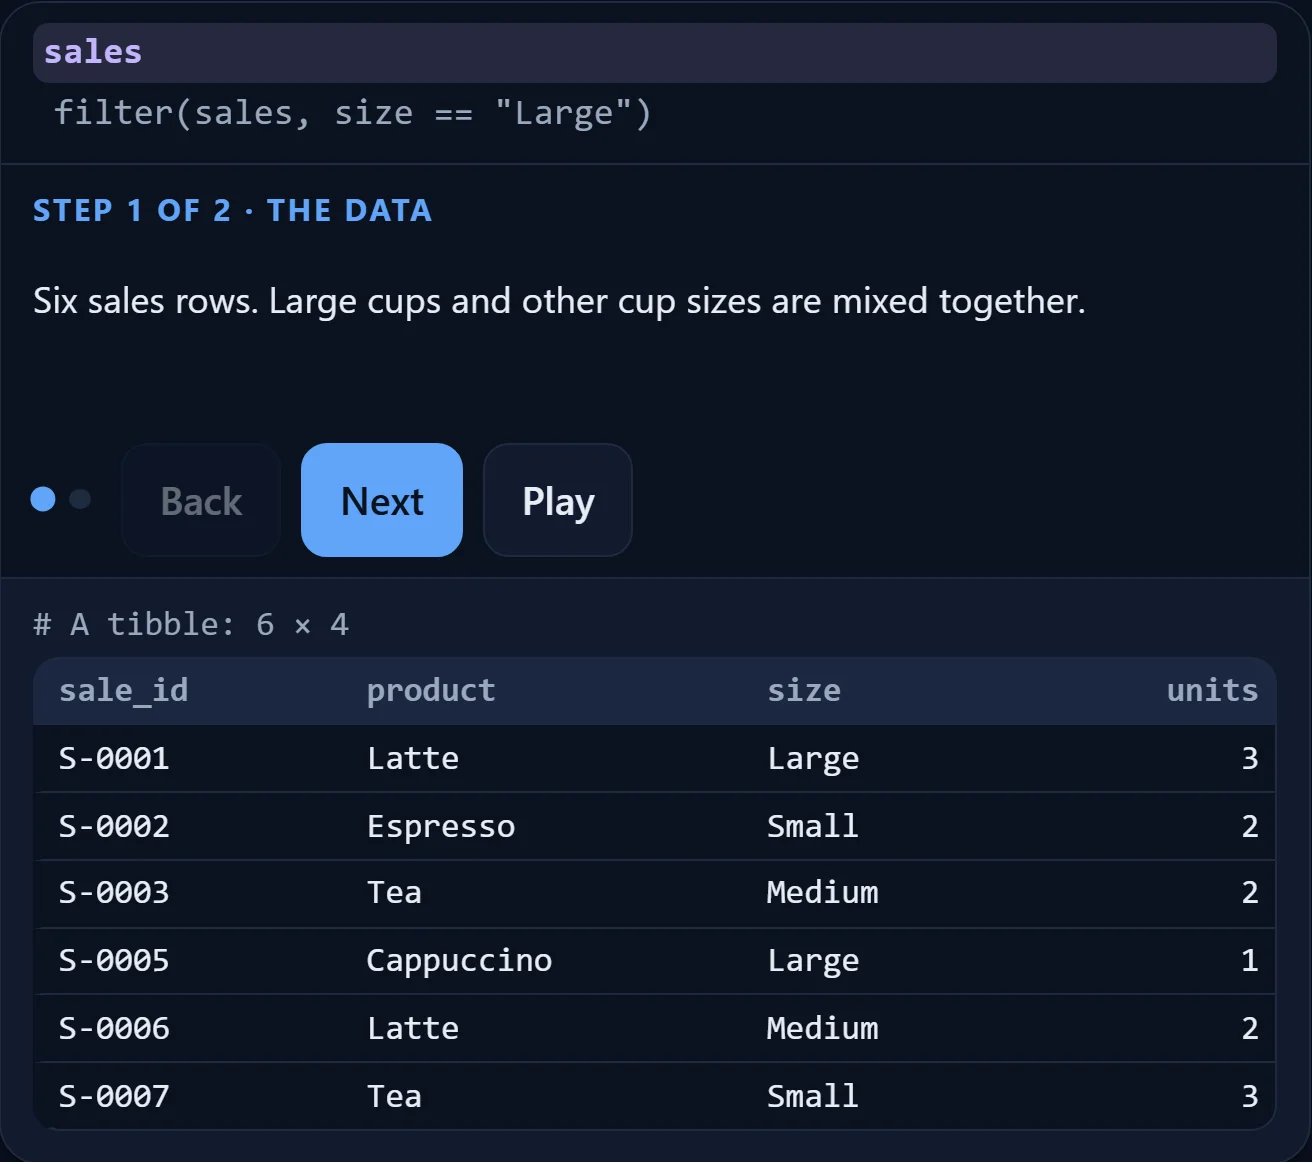 sales
filter(sales, size == "Large")
STEP 1 OF 2 · THE DATA
Six sales rows. Large cups and other cup sizes are mixed together.
Back Next Play
# A tibble: 6 × 4
sale_id product size units
S-0001 Latte Large 3
S-0002 Espresso Small 2
S-0003 Tea Medium 2
S-0005 Cappuccino Large 1
S-0006 Latte Medium 2
S-0007 Tea Small 3